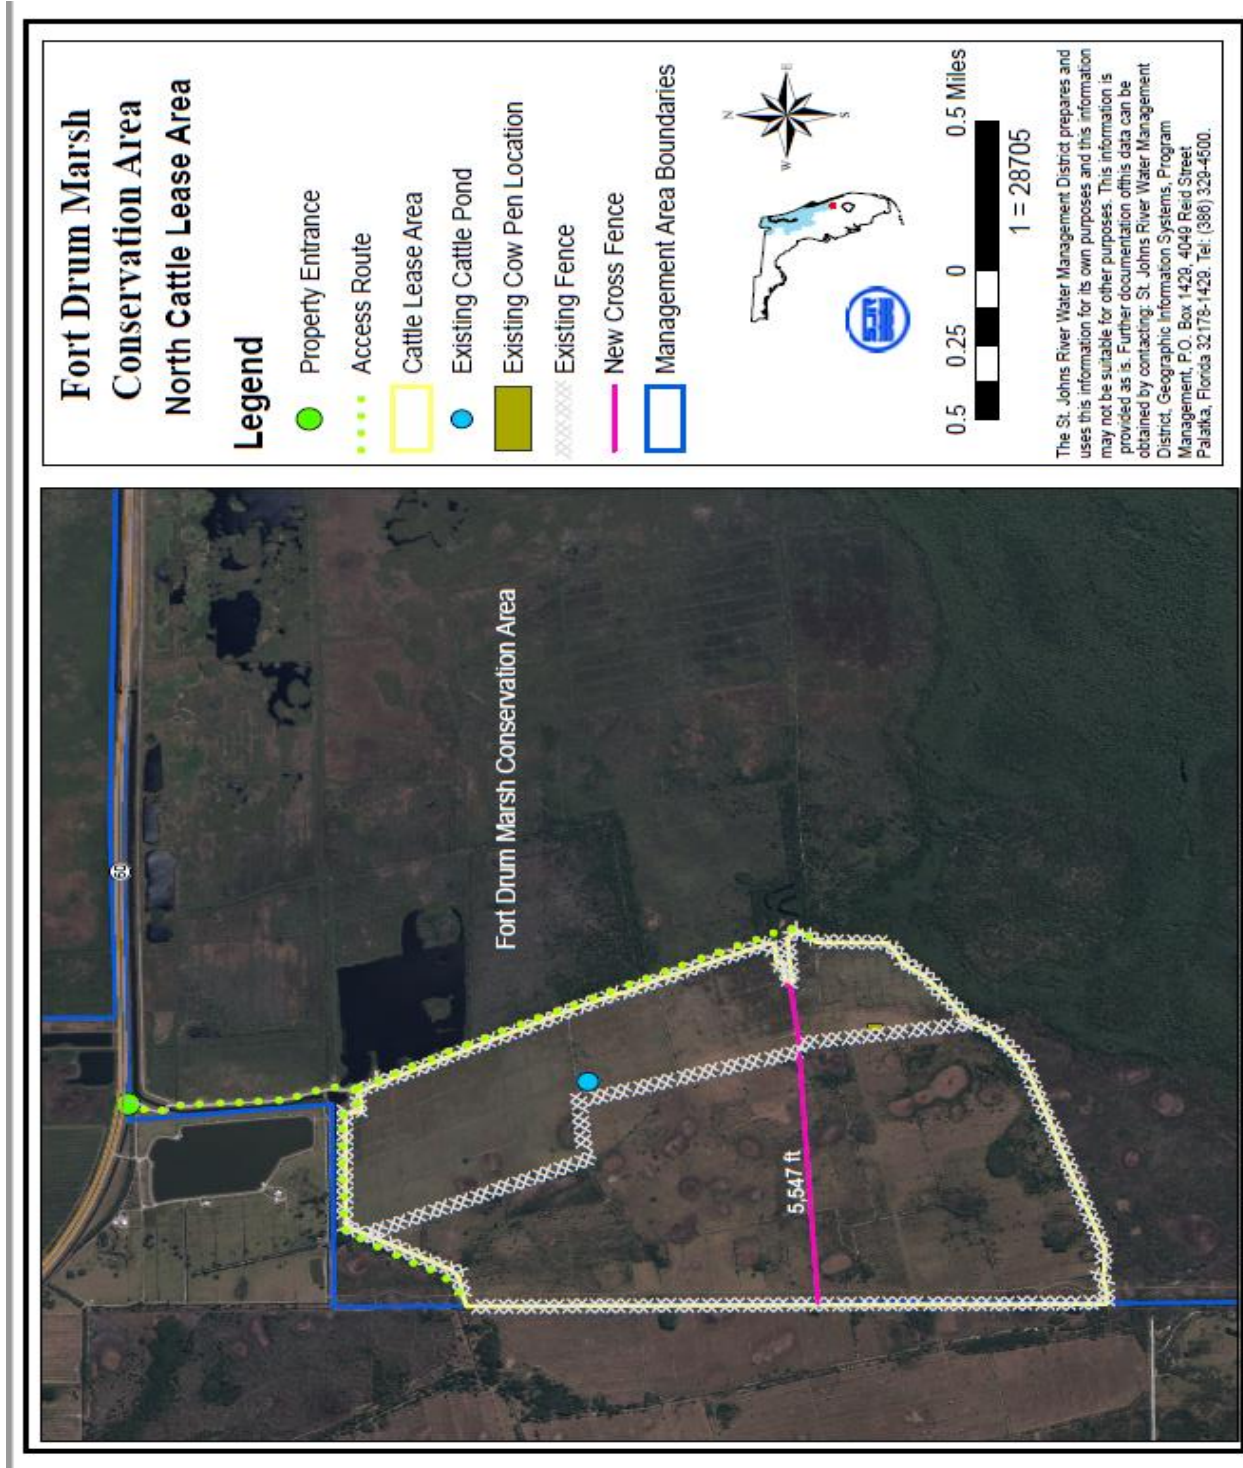 Fort Drum Marsh
Conservation Area
North Cattle Lease Area
Legend
Property Entrance
Access Route
Cattle Lease Area
Existing Cattle Pond
Existing Cow Pen Location
Existing Fence
New Cross Fence
Management Area Boundaries
N
W
E
S
0.5
0.25
0
0.5 Miles
1 = 28705
The St. Johns River Water Management District prepares and
uses this information for its own purposes and this information
may not be suitable for other purposes. This information is
provided as is. Further documentation ofthis data can be
obtained by contacting: St. Johns River Water Management
District, Geographic Information Systems, Program
Management, P.O. Box 1429, 4049 Reid Street
Palatka, Florida 32178-1429. Tel: (386) 329-4500.
60
Fort Drum Marsh Conservation Area
5,547 ft